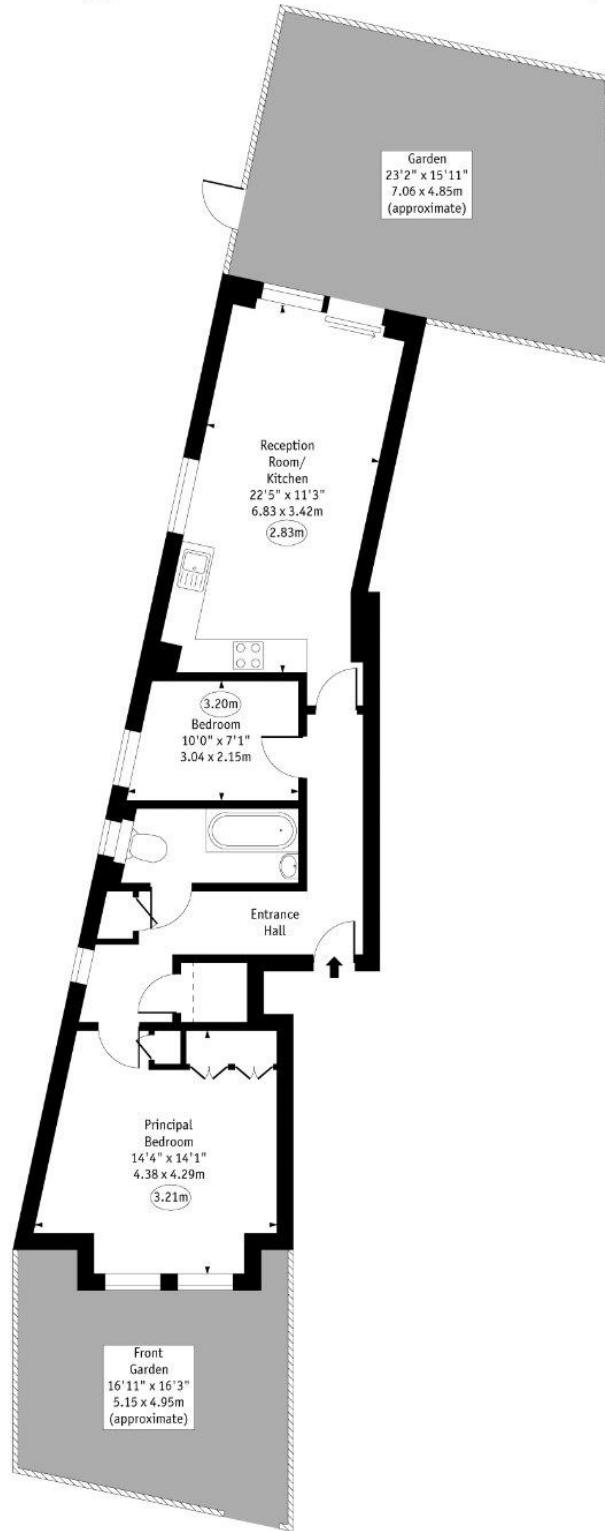 Garden
23'2" x 15'11"
7.06 x 4.85m
(approximate)
Reception
Room/
Kitchen
22'5" x 11'3"
6.83 x 3.42m
2.83m
3.20m
Bedroom
10'0" x 7'1"
3.04 x 2.15m
Entrance
Hall
Principal
Bedroom
14'4" x 14'1"
4.38 x 4.29m
3.21m
Front
Garden
16'11" x 16'3"
5.15 x 4.95m
(approximate)